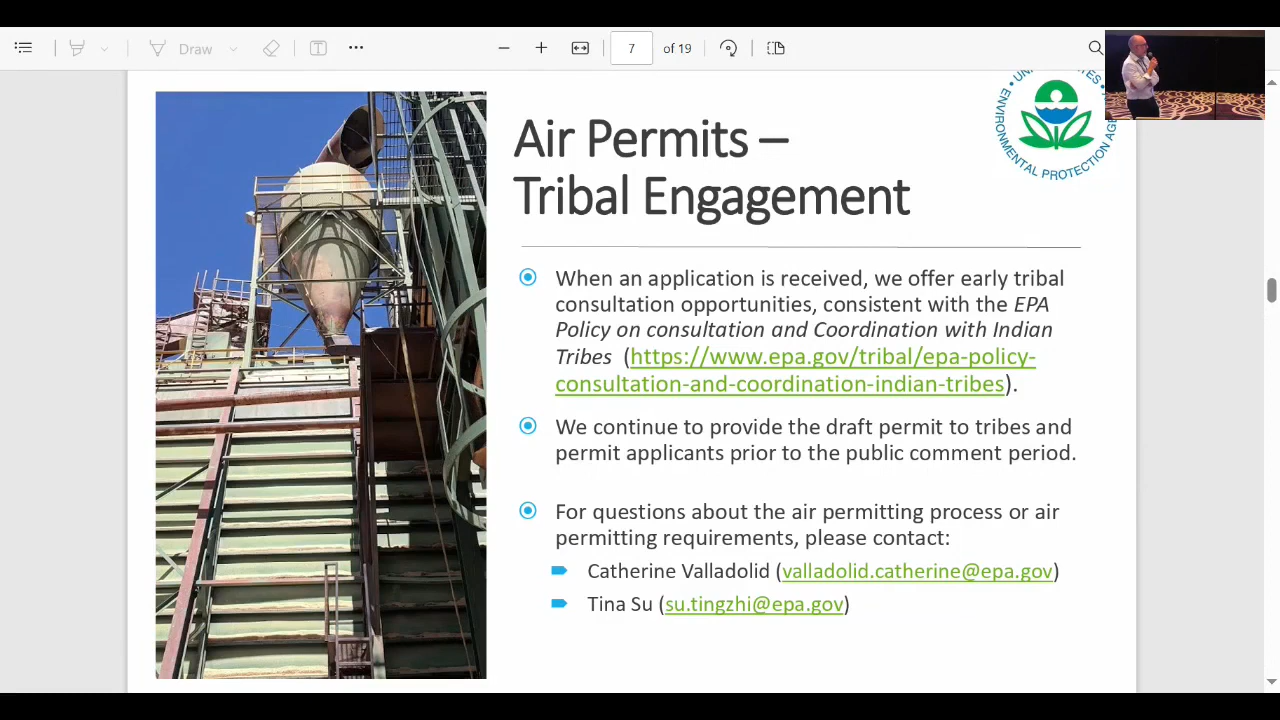 Draw
7 of 19
Air Permits –
Tribal Engagement
ENVIRONMENTAL PROTECTION AGE
When an application is received, we offer early tribal
consultation opportunities, consistent with the EPA
Policy on consultation and Coordination with Indian
Tribes (https://www.epa.gov/tribal/epa-policy-
consultation-and-coordination-indian-tribes).
We continue to provide the draft permit to tribes and
permit applicants prior to the public comment period.
For questions about the air permitting process or air
permitting requirements, please contact:
Catherine Valladolid (valladolid.catherine@epa.gov)
Tina Su (su.tingzhi@epa.gov)